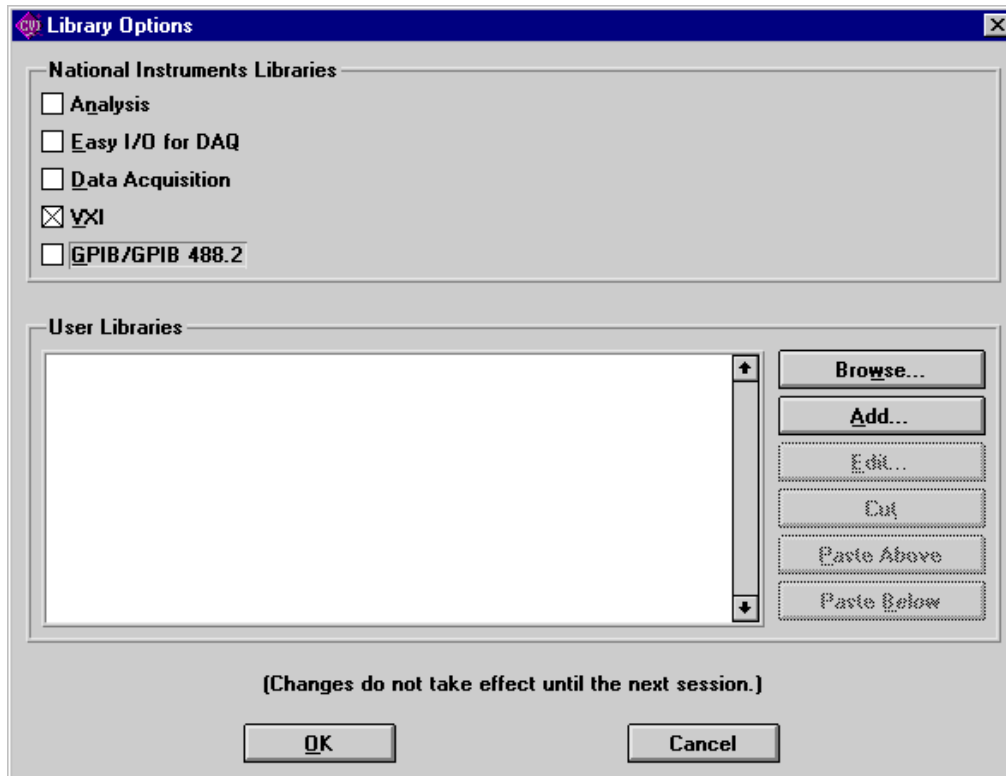 CVI Library Options
National Instruments Libraries
Analysis
Easy I/O for DAQ
Data Acquisition
VXI
GPIB/GPIB 488.2
User Libraries
Browse...
Add...
Edit...
Cut
Paste Above
Paste Below
(Changes do not take effect until the next session.)
OK
Cancel